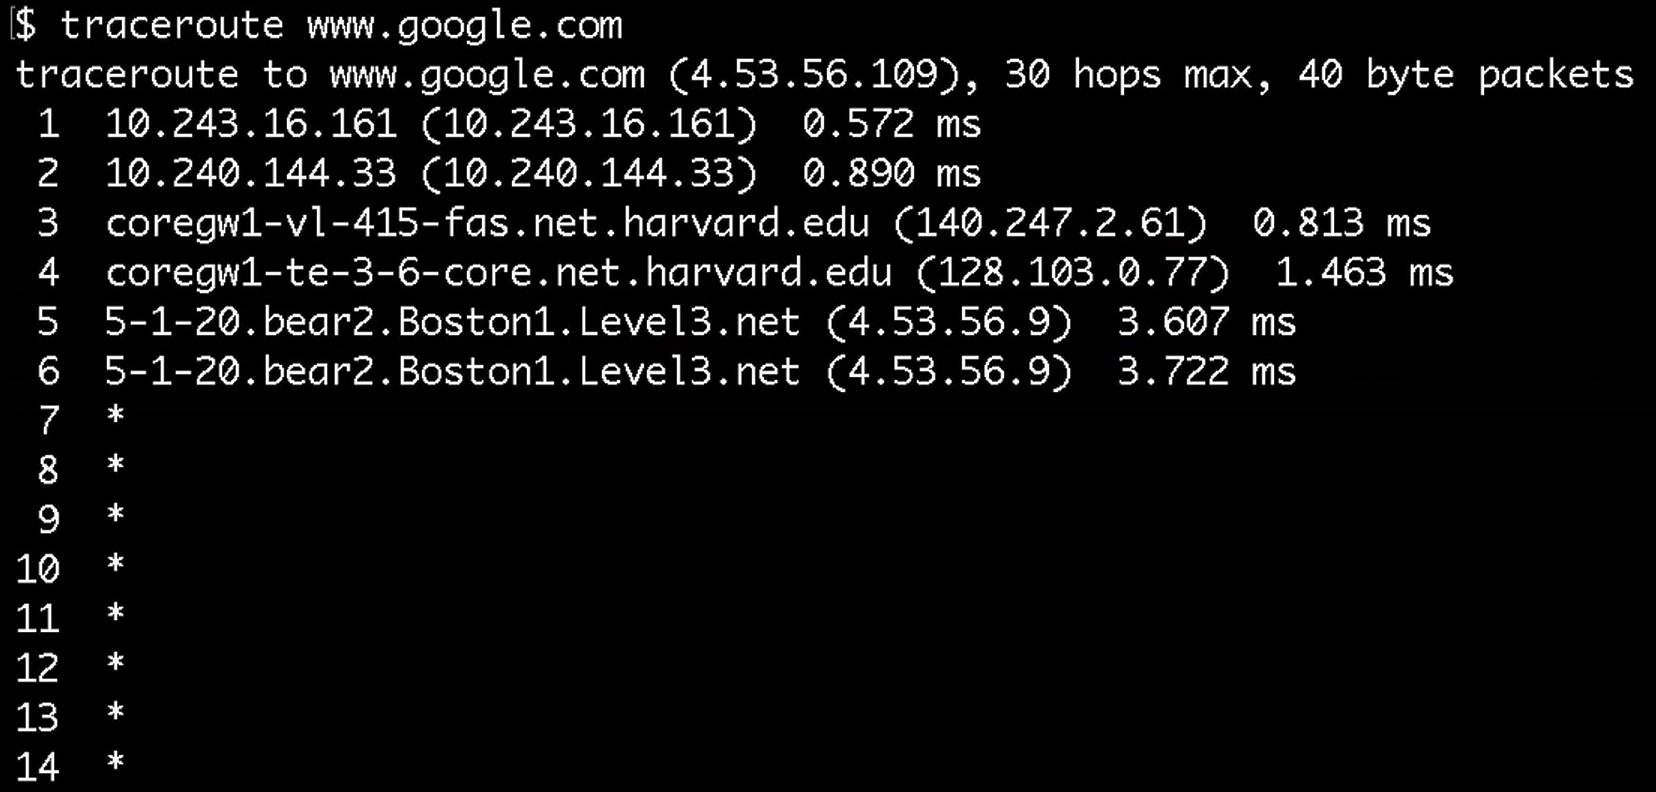 [$ traceroute www.google.com
traceroute to www.google.com (4.53.56.109), 30 hops max, 40 byte packets
 1  10.243.16.161 (10.243.16.161)  0.572 ms
 2  10.240.144.33 (10.240.144.33)  0.890 ms
 3  coregw1-vl-415-fas.net.harvard.edu (140.247.2.61)  0.813 ms
 4  coregw1-te-3-6-core.net.harvard.edu (128.103.0.77)  1.463 ms
 5  5-1-20.bear2.Boston1.Level3.net (4.53.56.9)  3.607 ms
 6  5-1-20.bear2.Boston1.Level3.net (4.53.56.9)  3.722 ms
 7  *
 8  *
 9  *
10  *
11  *
12  *
13  *
14  *